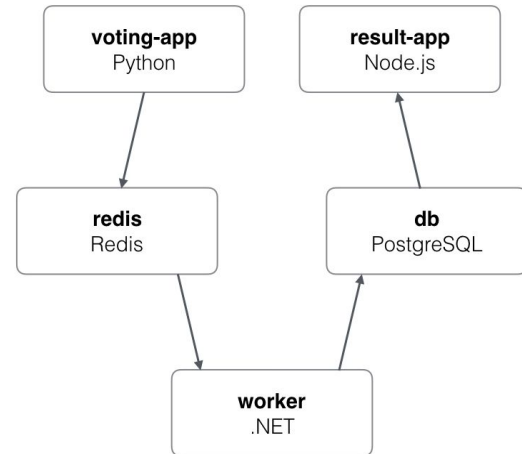 voting-app
Python
result-app
Node.js
redis
Redis
db
PostgreSQL
worker
.NET